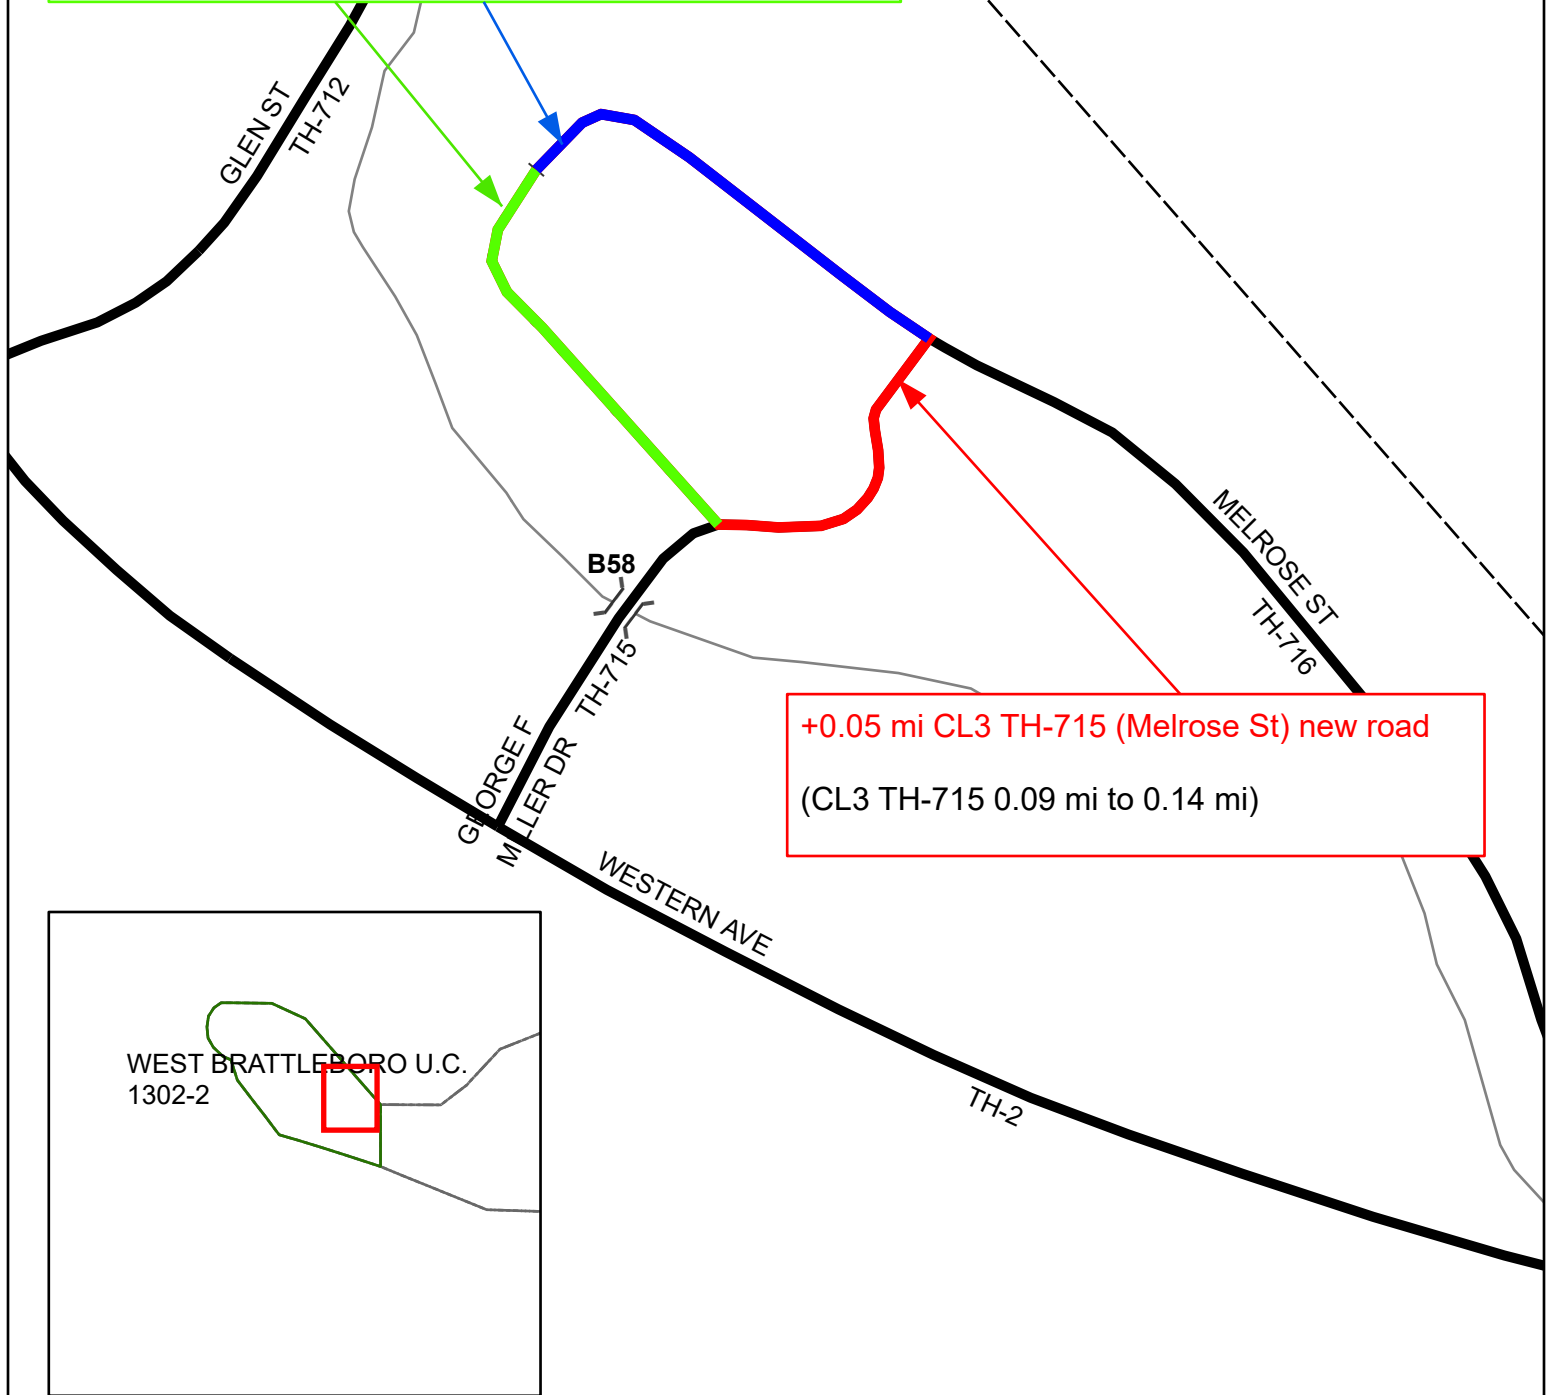 GLEN ST
TH-712
B58
MELROSE ST
TH-716
TH-715
GEORGE F
MILLER DR
+0.05 mi CL3 TH-715 (Melrose St) new road
(CL3 TH-715 0.09 mi to 0.14 mi)
WESTERN AVE
TH-2
WEST BRATTLEBORO U.C.
1302-2